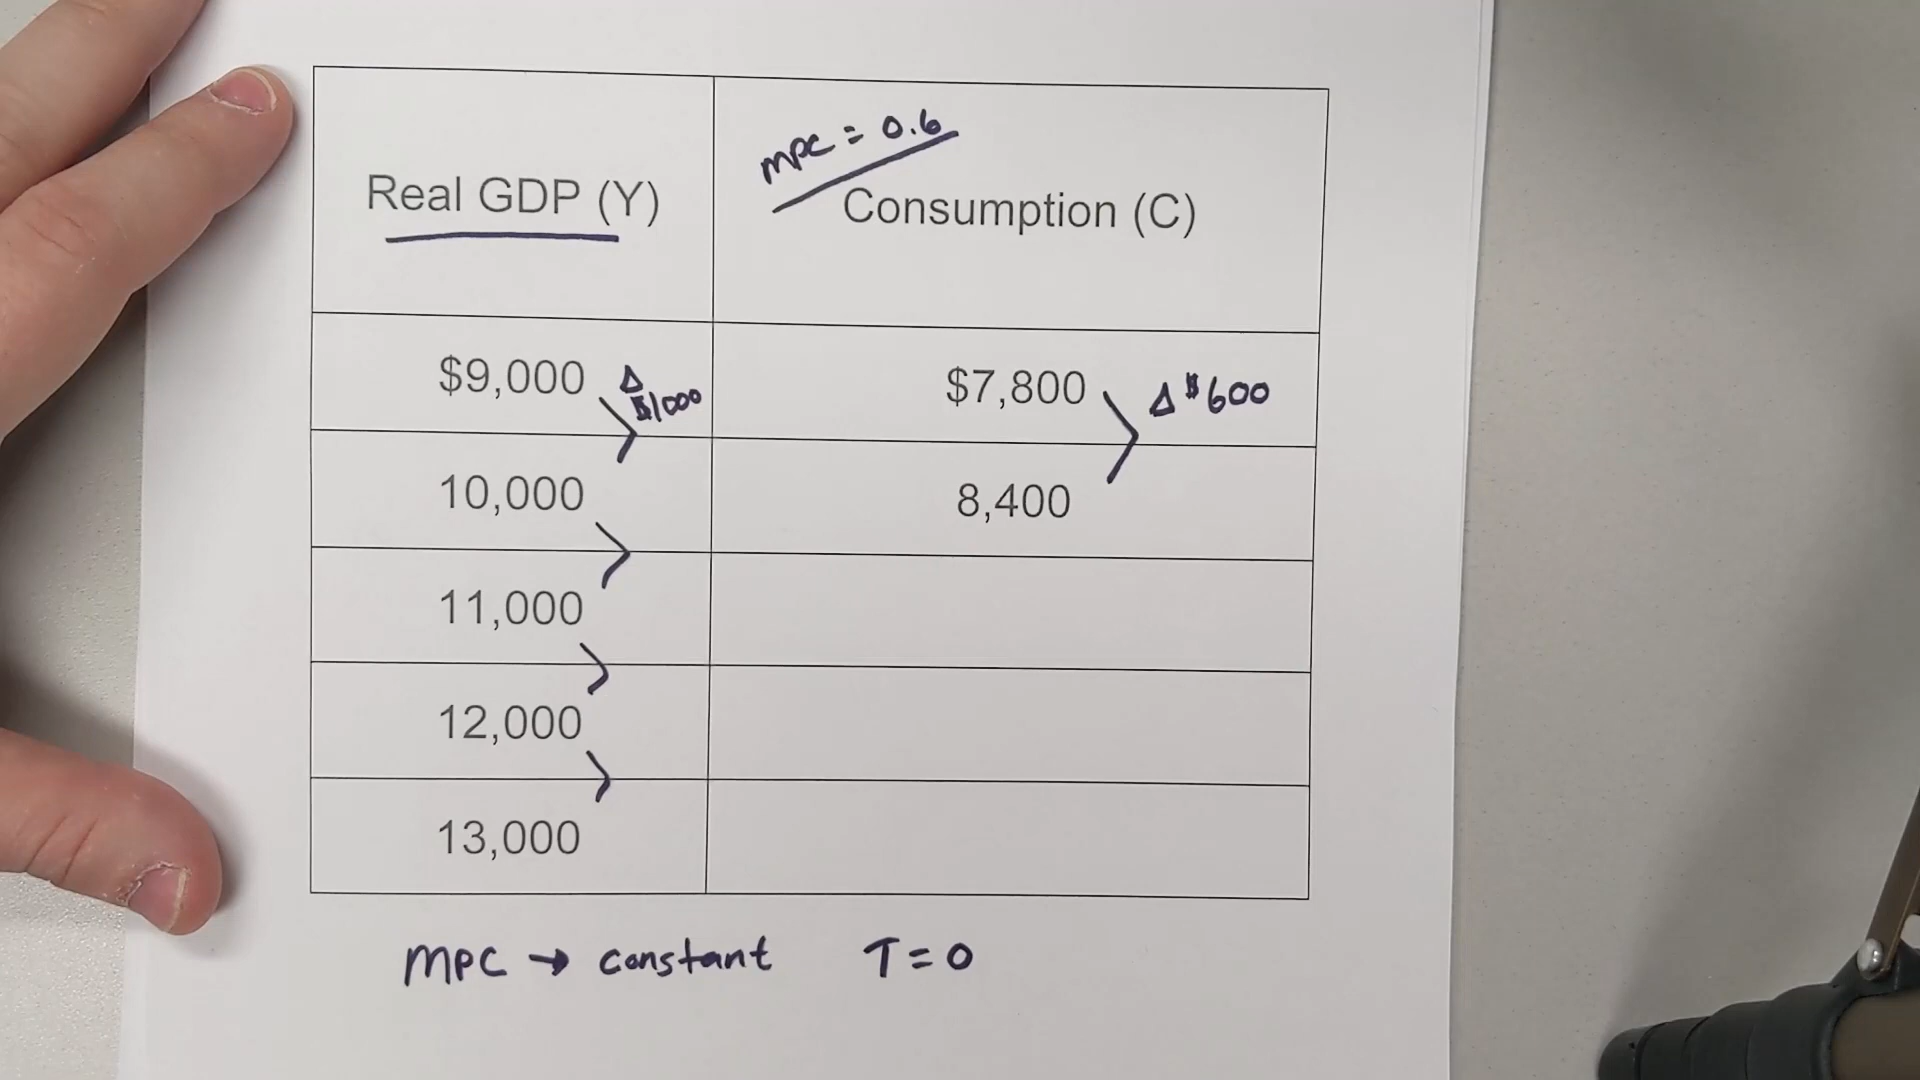 mpc = 0.6
Real GDP (Y)
Consumption (C)
$9,000
Δ
$1000
$7,800
Δ $600
10,000
8,400
11,000
12,000
13,000
mpc → constant
T = 0